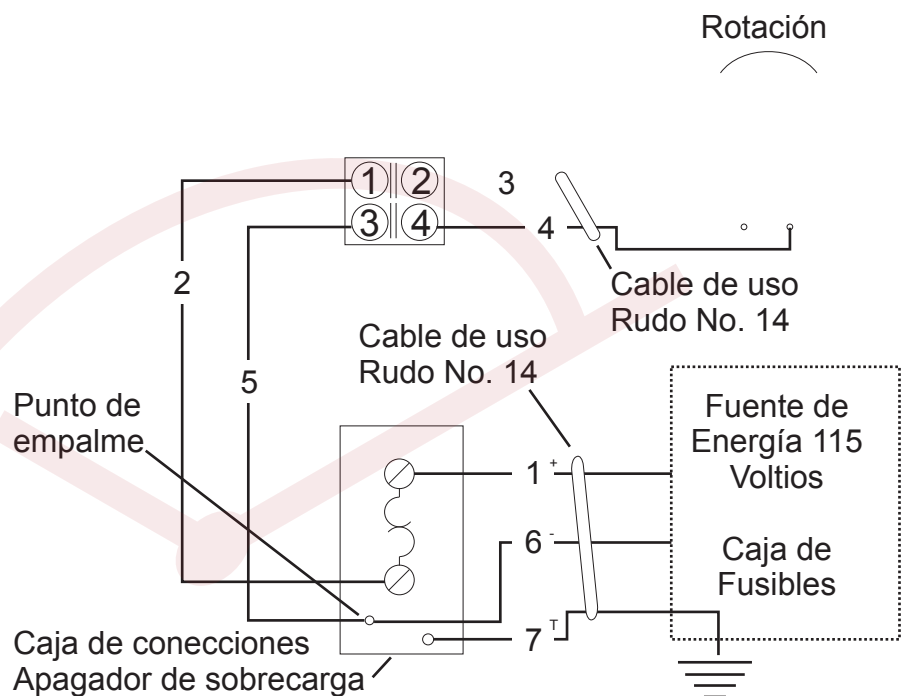 Rotación
1 2
3 4
3
4
2
5
Cable de uso
Rudo No. 14
Cable de uso
Rudo No. 14
Punto de
empalme
1 +
6 -
7 T
Fuente de
Energía 115
Voltios
Caja de
Fusibles
Caja de conecciones
Apagador de sobrecarga